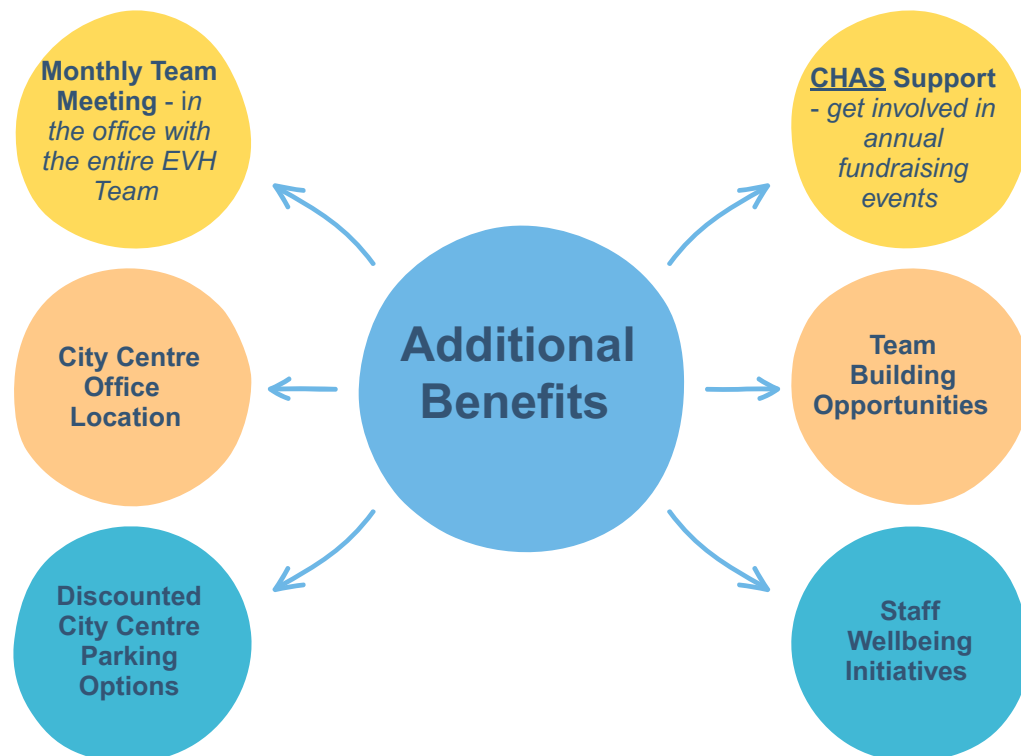 Monthly Team
Meeting - in
the office with
the entire EVH
Team
CHAS Support
- get involved in
annual
fundraising
events
Additional
Benefits
City Centre
Office
Location
Team
Building
Opportunities
Discounted
City Centre
Parking
Options
Staff
Wellbeing
Initiatives